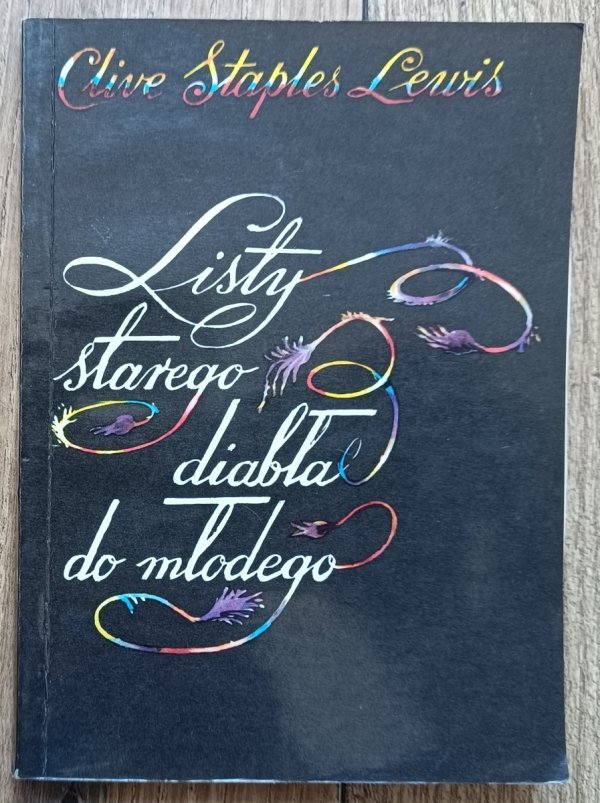 Clive Staples Lewis
Listy
starego
diabła
do młodego